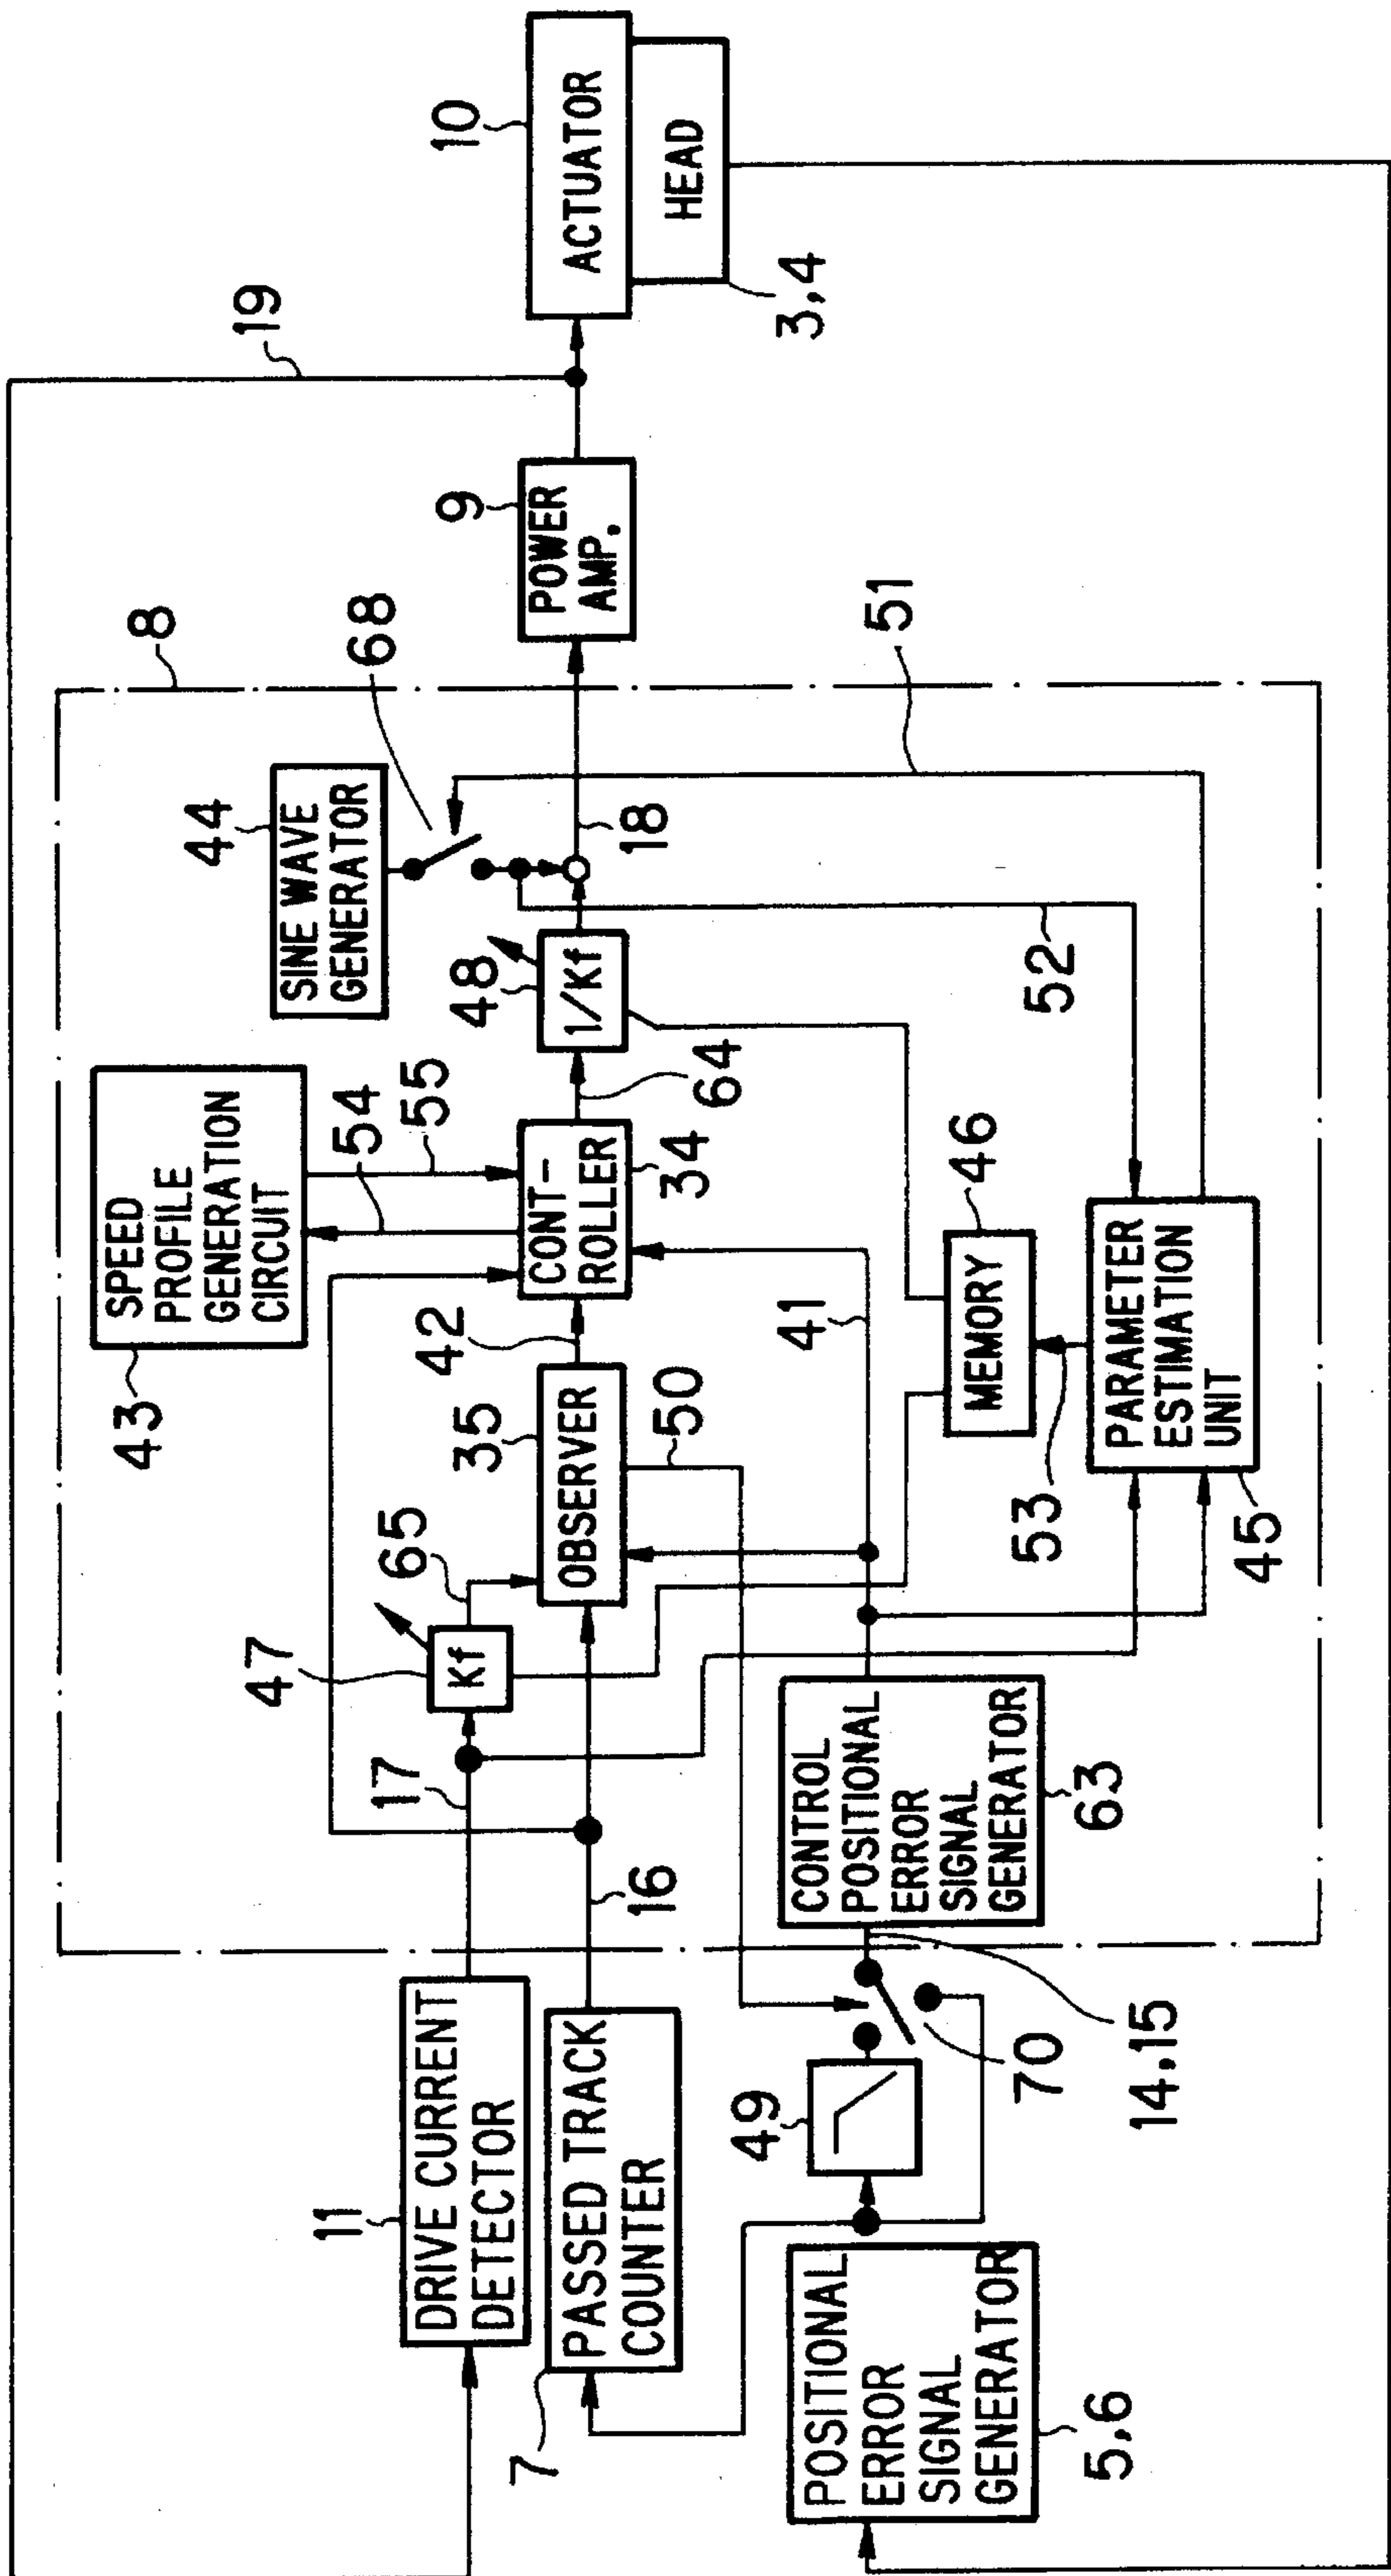 19
10
ACTUATOR
HEAD
3,4
9
POWER
AMP.
8
68
44
SINE WAVE
GENERATOR
18
51
52
43
SPEED
PROFILE
GENERATION
CIRCUIT
54
55
48
1/Kf
64
CONT-
ROLLER
34
42
35
OBSERVER
50
65
47
Kf
17
16
41
46
MEMORY
53
PARAMETER
ESTIMATION
UNIT
45
CONTROL
POSITIONAL
ERROR
SIGNAL
GENERATOR
63
11
DRIVE CURRENT
DETECTOR
7
PASSED TRACK
COUNTER
49
70
14,15
POSITIONAL
ERROR
SIGNAL
GENERATOR
5,6